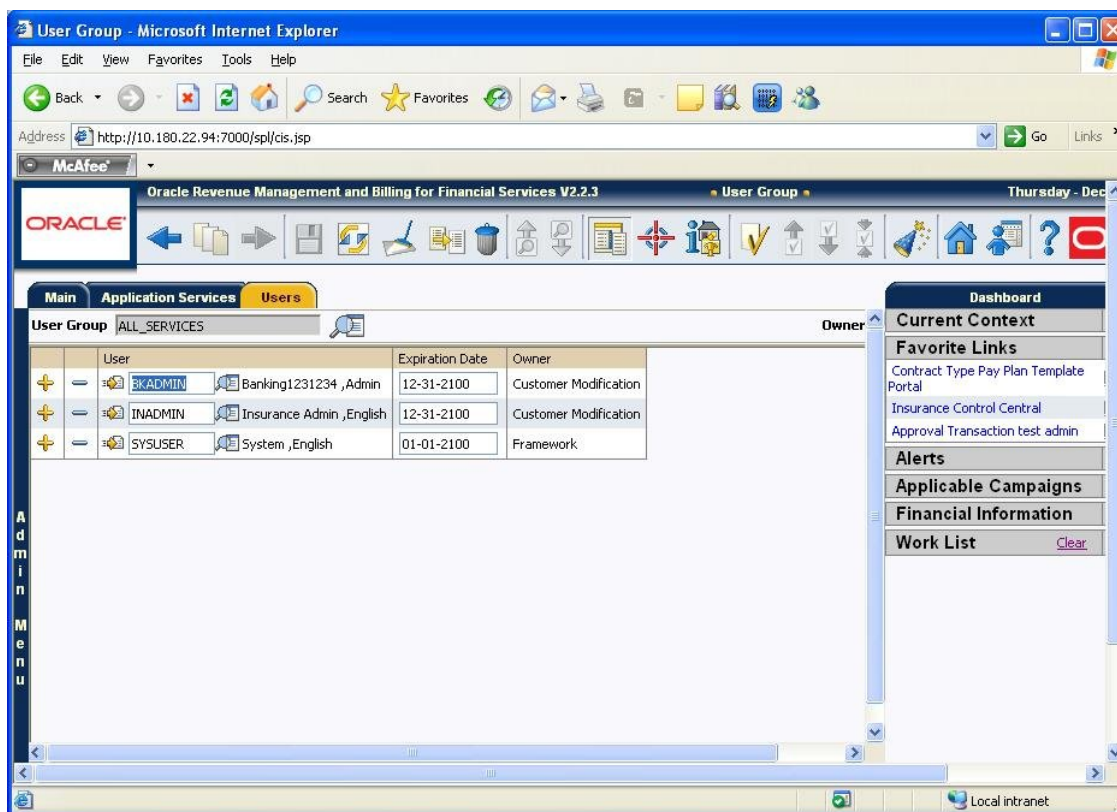 User Group - Microsoft Internet Explorer
File Edit View Favorites Tools Help
Back Search Favorites
Address http://10.180.22.94:7000/spl/cis.jsp Go Links
McAfee
Oracle Revenue Management and Billing for Financial Services V2.2.3 User Group Thursday - Dec
ORACLE
Main Application Services Users
User Group ALL_SERVICES Owner
User Expiration Date Owner
BKADMIN Banking1231234 ,Admin 12-31-2100 Customer Modification
INADMIN Insurance Admin ,English 12-31-2100 Customer Modification
SYSUSER System ,English 01-01-2100 Framework
Admin Menu
Dashboard
Current Context
Favorite Links
Contract Type Pay Plan Template
Portal
Insurance Control Central
Approval Transaction test admin
Alerts
Applicable Campaigns
Financial Information
Work List Clear
Local intranet